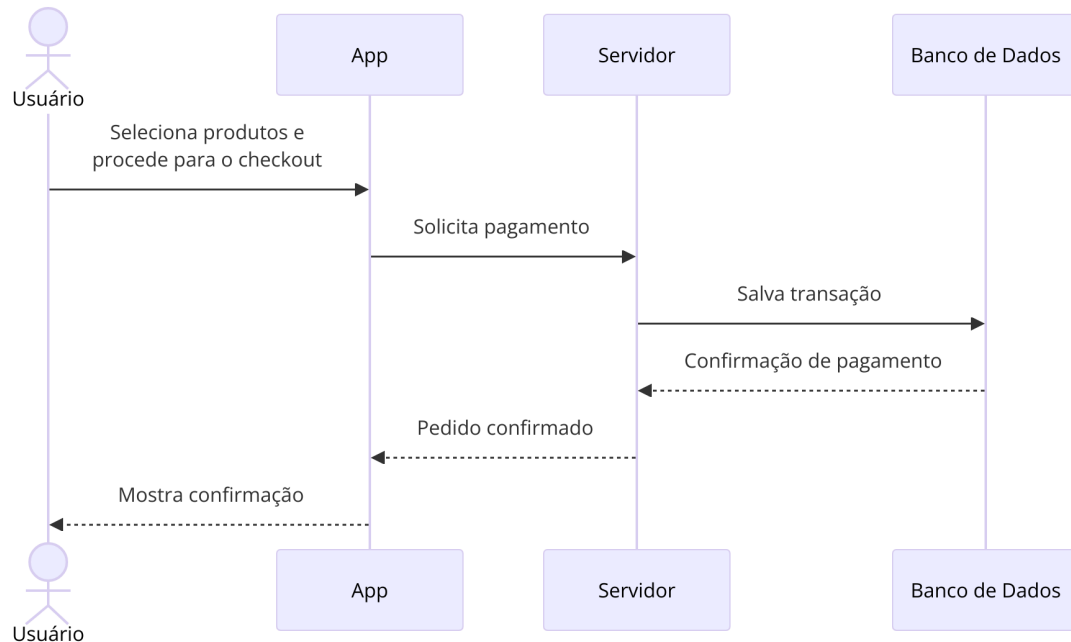 App
Servidor
Banco de Dados
Usuário
Seleciona produtos e
procede para o checkout
Solicita pagamento
Salva transação
Confirmação de pagamento
Pedido confirmado
Mostra confirmação
App
Servidor
Banco de Dados
Usuário